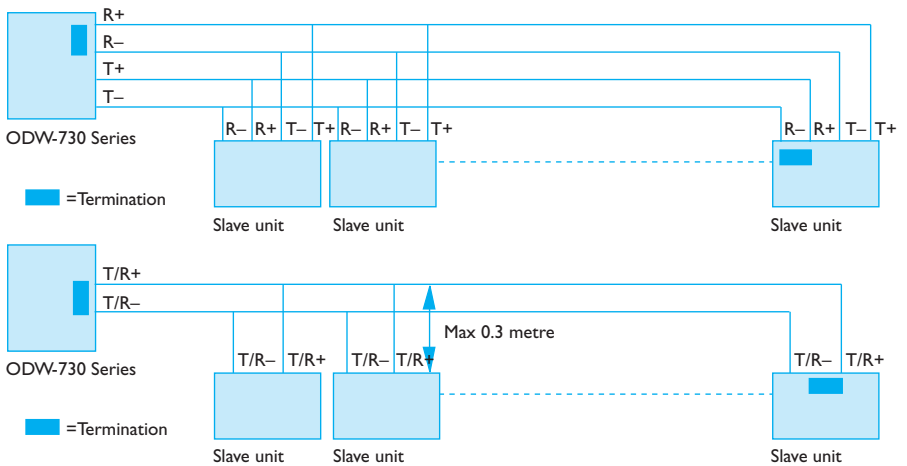 R+
R–
T+
T–
R– R+ T– T+ R– R+ T– T+ R– R+ T– T+
ODW-730 Series
=Termination
Slave unit Slave unit Slave unit
T/R+
T/R–
Max 0.3 metre
T/R– T/R+ T/R– T/R+ T/R– T/R+
ODW-730 Series
=Termination
Slave unit Slave unit Slave unit